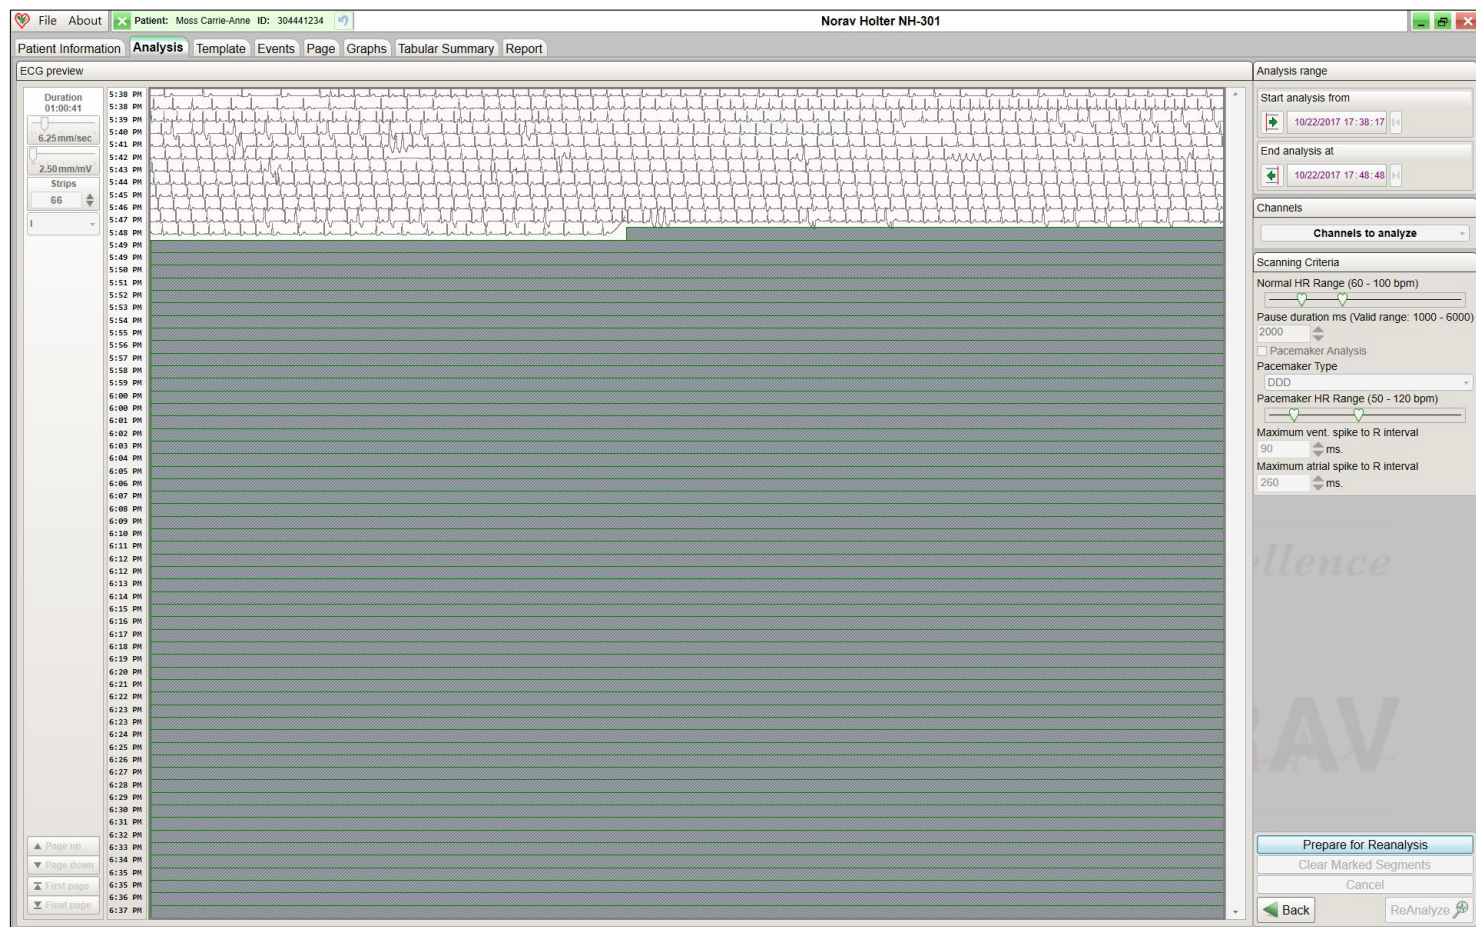 File About Patient: Moss Carrie-Anne ID: 304441234 Norav Holter NH-301
Patient Information Analysis Template Events Page Graphs Tabular Summary Report
ECG preview
Duration
01:00:41
6.25 mm/sec
2.50 mm/mV
Strips
66
I
5:38 PM
5:38 PM
5:39 PM
5:40 PM
5:41 PM
5:42 PM
5:43 PM
5:44 PM
5:45 PM
5:46 PM
5:47 PM
5:48 PM
5:49 PM
5:49 PM
5:50 PM
5:51 PM
5:52 PM
5:53 PM
5:54 PM
5:55 PM
5:56 PM
5:57 PM
5:58 PM
5:59 PM
6:00 PM
6:00 PM
6:01 PM
6:02 PM
6:03 PM
6:04 PM
6:05 PM
6:06 PM
6:07 PM
6:08 PM
6:09 PM
6:10 PM
6:11 PM
6:12 PM
6:12 PM
6:13 PM
6:14 PM
6:15 PM
6:16 PM
6:17 PM
6:18 PM
6:19 PM
6:20 PM
6:21 PM
6:22 PM
6:23 PM
6:23 PM
6:24 PM
6:25 PM
6:26 PM
6:27 PM
6:28 PM
6:29 PM
6:30 PM
6:31 PM
6:32 PM
6:33 PM
6:34 PM
6:35 PM
6:35 PM
6:36 PM
6:37 PM
Page up
Page down
First page
Final page
Analysis range
Start analysis from
10/22/2017 17:38:17
End analysis at
10/22/2017 17:48:48
Channels
Channels to analyze
Scanning Criteria
Normal HR Range (60 - 100 bpm)
Pause duration ms (Valid range: 1000 - 6000)
2000
Pacemaker Analysis
Pacemaker Type
DDD
Pacemaker HR Range (50 - 120 bpm)
Maximum vent. spike to R interval
90 ms.
Maximum atrial spike to R interval
260 ms.
ellence
RAV
Prepare for Reanalysis
Clear Marked Segments
Cancel
Back ReAnalyze